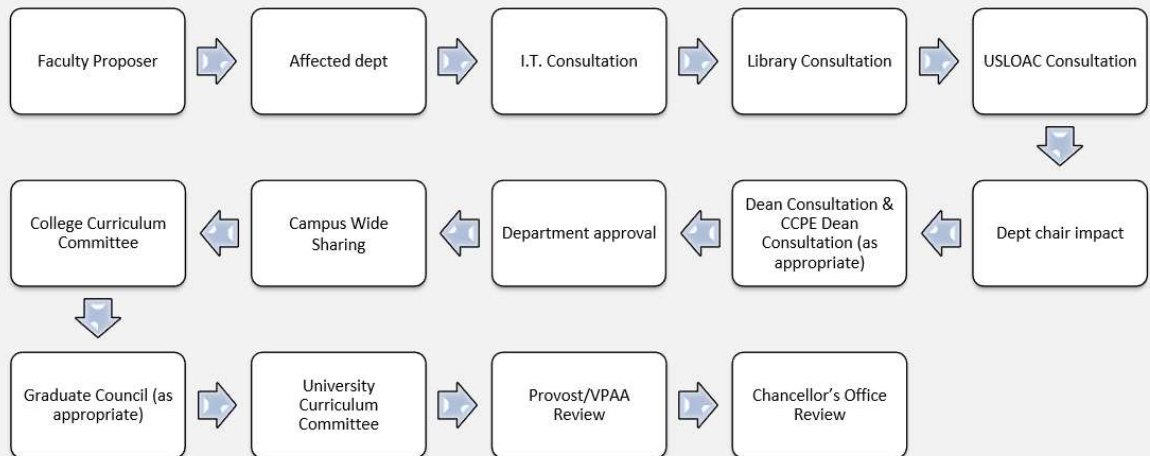 Faculty Proposer
Affected dept
I.T. Consultation
Library Consultation
USLOAC Consultation
Dept chair impact
Dean Consultation &
CCPE Dean
Consultation (as
appropriate)
Department approval
Campus Wide
Sharing
College Curriculum
Committee
Graduate Council (as
appropriate)
University
Curriculum
Committee
Provost/VPAA
Review
Chancellor’s Office
Review